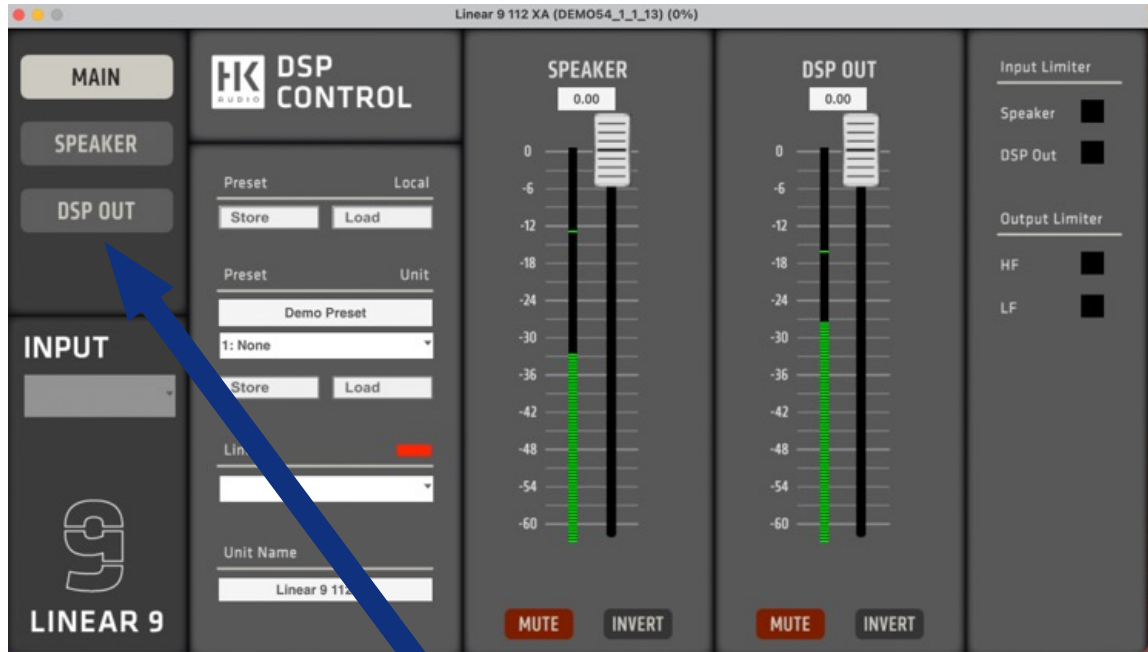 Linear 9 112 XA (DEMO54_1_1_13) (0%)
MAIN
SPEAKER
DSP OUT
INPUT
9
LINEAR 9
HK
AUDIO
DSP
CONTROL
Preset Local
Store Load
Preset Unit
Demo Preset
1: None
Store Load
Unit Name
Linear 9 112
SPEAKER
0.00
0
-6
-12
-18
-24
-30
-36
-42
-48
-54
-60
MUTE INVERT
DSP OUT
0.00
0
-6
-12
-18
-24
-30
-36
-42
-48
-54
-60
MUTE INVERT
Input Limiter
Speaker
DSP Out
Output Limiter
HF
LF